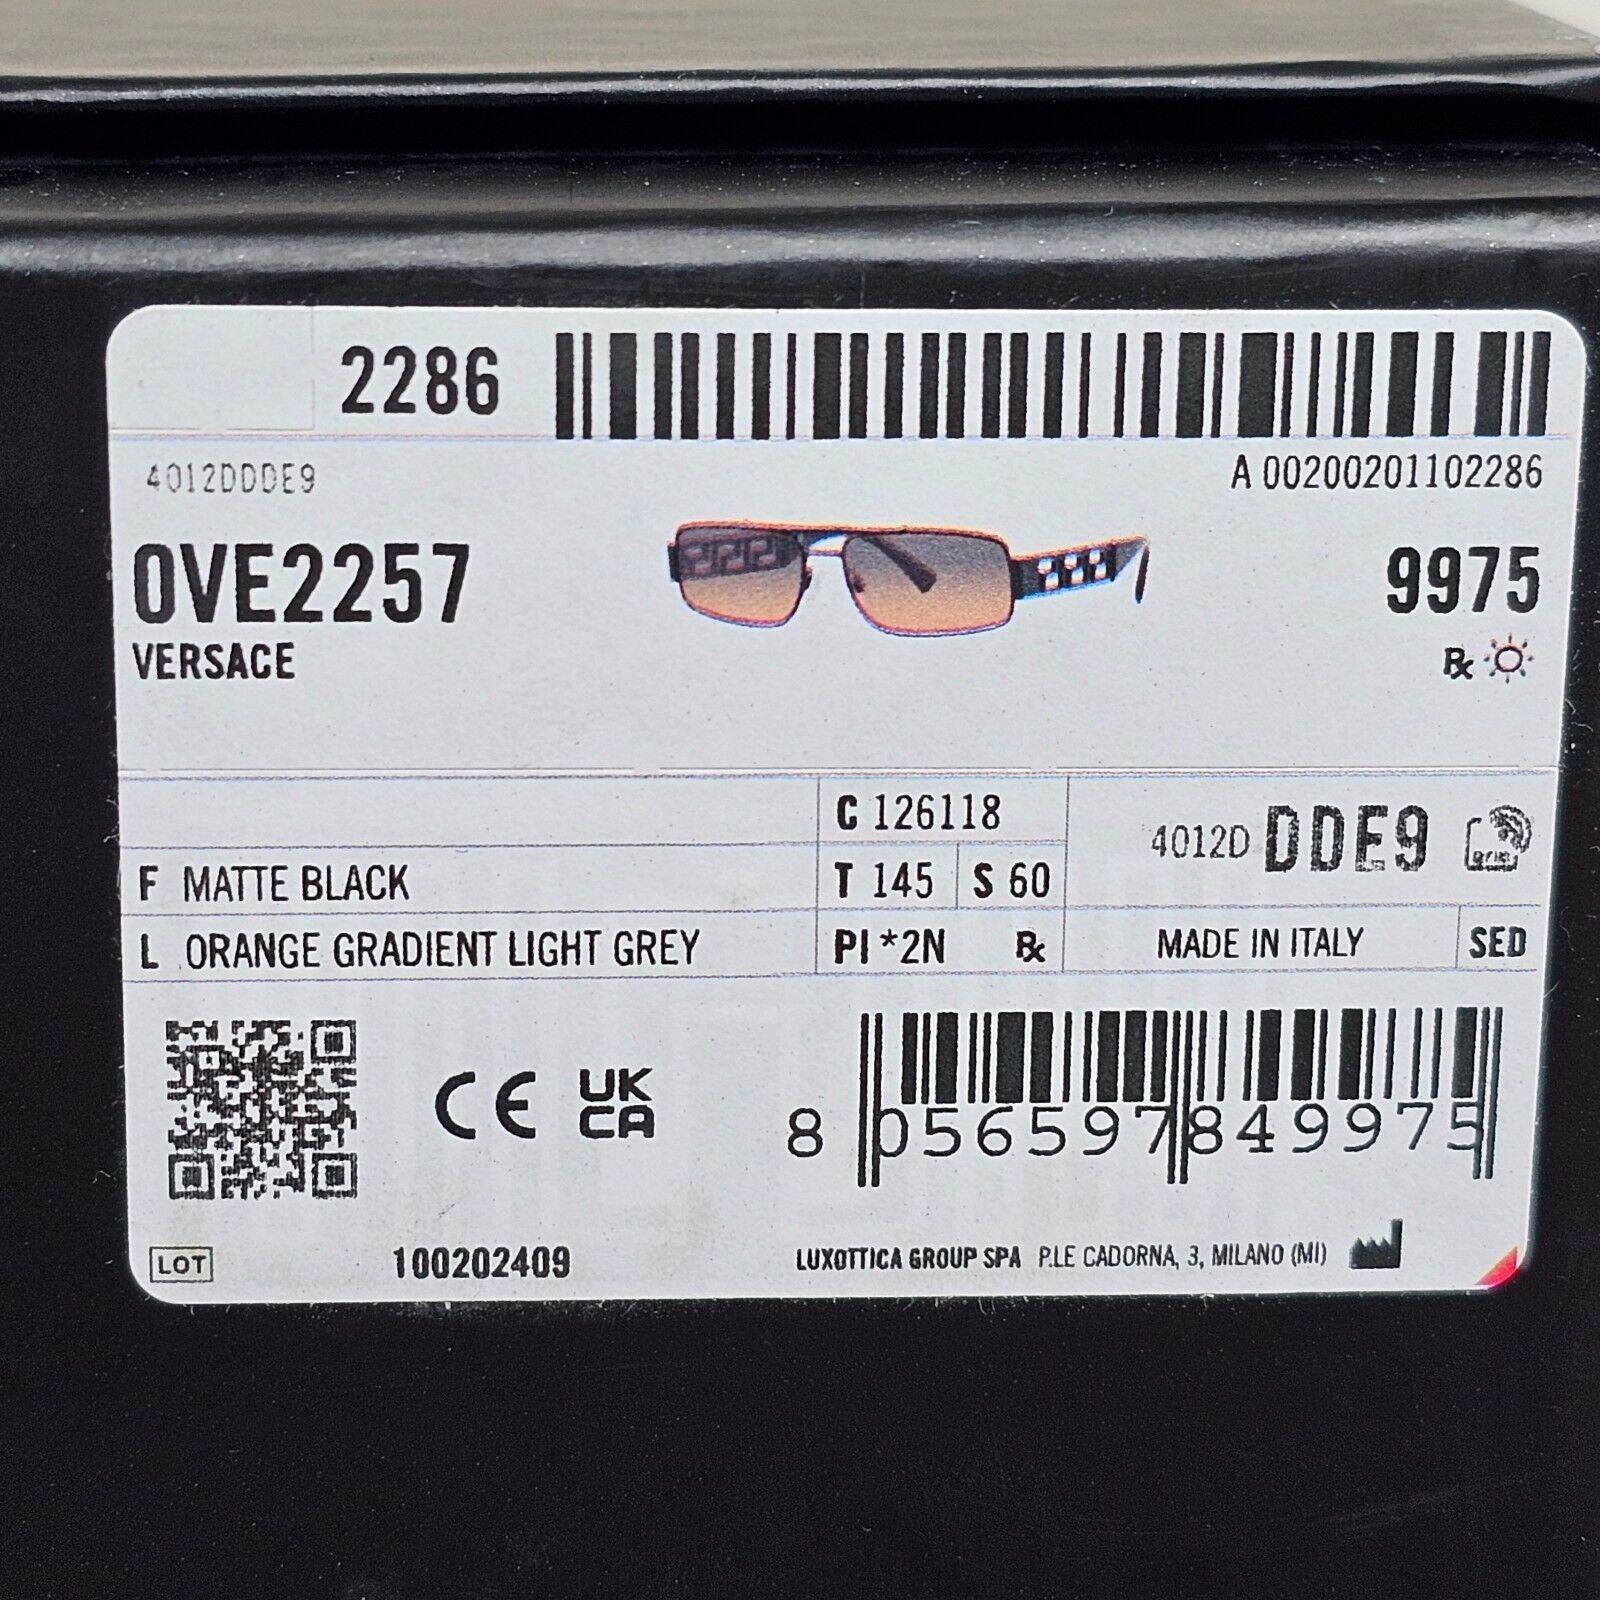 2286
A 00200201102286
4012DDDE9
0VE2257
9975
VERSACE
Rx
C 126118
4012D DDE9
F MATTE BLACK
T 145 S 60
L ORANGE GRADIENT LIGHT GREY
PI *2N Rx
MADE IN ITALY
SED
CE UK
CA
8 056597 849975
LOT 100202409
LUXOTTICA GROUP SPA P.LE CADORNA, 3, MILANO (MI)